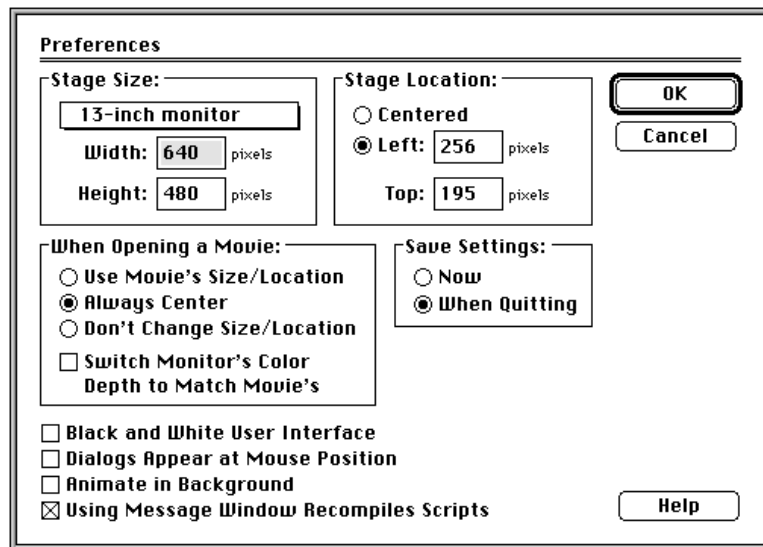 Preferences
Stage Size:
13-inch monitor
Width: 640 pixels
Height: 480 pixels
Stage Location:
Centered
Left: 256 pixels
Top: 195 pixels
OK
Cancel
When Opening a Movie:
Use Movie's Size/Location
Always Center
Don't Change Size/Location
Switch Monitor's Color
Depth to Match Movie's
Save Settings:
Now
When Quitting
Black and White User Interface
Dialogs Appear at Mouse Position
Animate in Background
Using Message Window Recompiles Scripts
Help